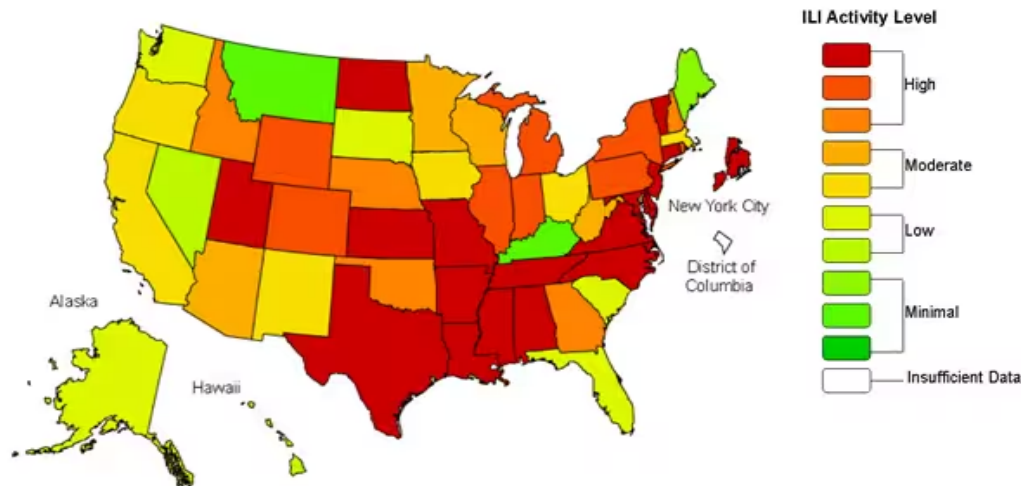 ILI Activity Level
High
Moderate
Low
Minimal
Insufficient Data
New York City
District of
Columbia
Alaska
Hawaii